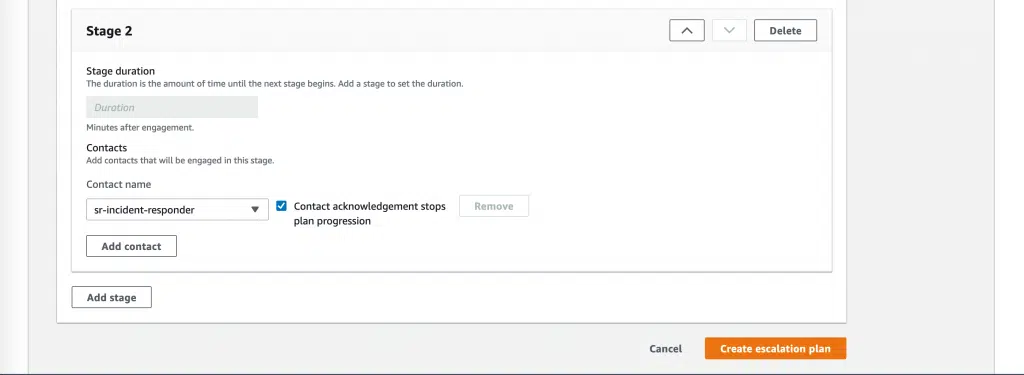 Stage 2
Delete
Stage duration
The duration is the amount of time until the next stage begins. Add a stage to set the duration.
Duration
Minutes after engagement.
Contacts
Add contacts that will be engaged in this stage.
Contact name
sr-incident-responder
Contact acknowledgement stops
plan progression
Remove
Add contact
Add stage
Cancel
Create escalation plan